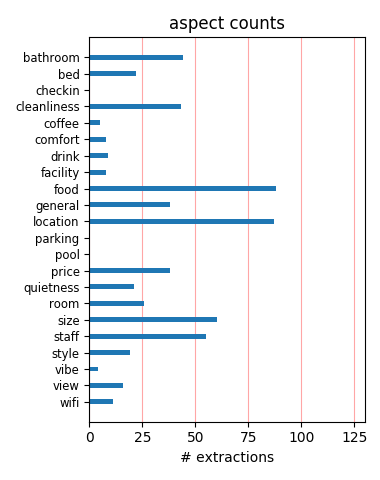 aspect counts
bathroom
bed
checkin
cleanliness
coffee
comfort
drink
facility
food
general
location
parking
pool
price
quietness
room
size
staff
style
vibe
view
wifi
0 25 50 75 100 125
# extractions